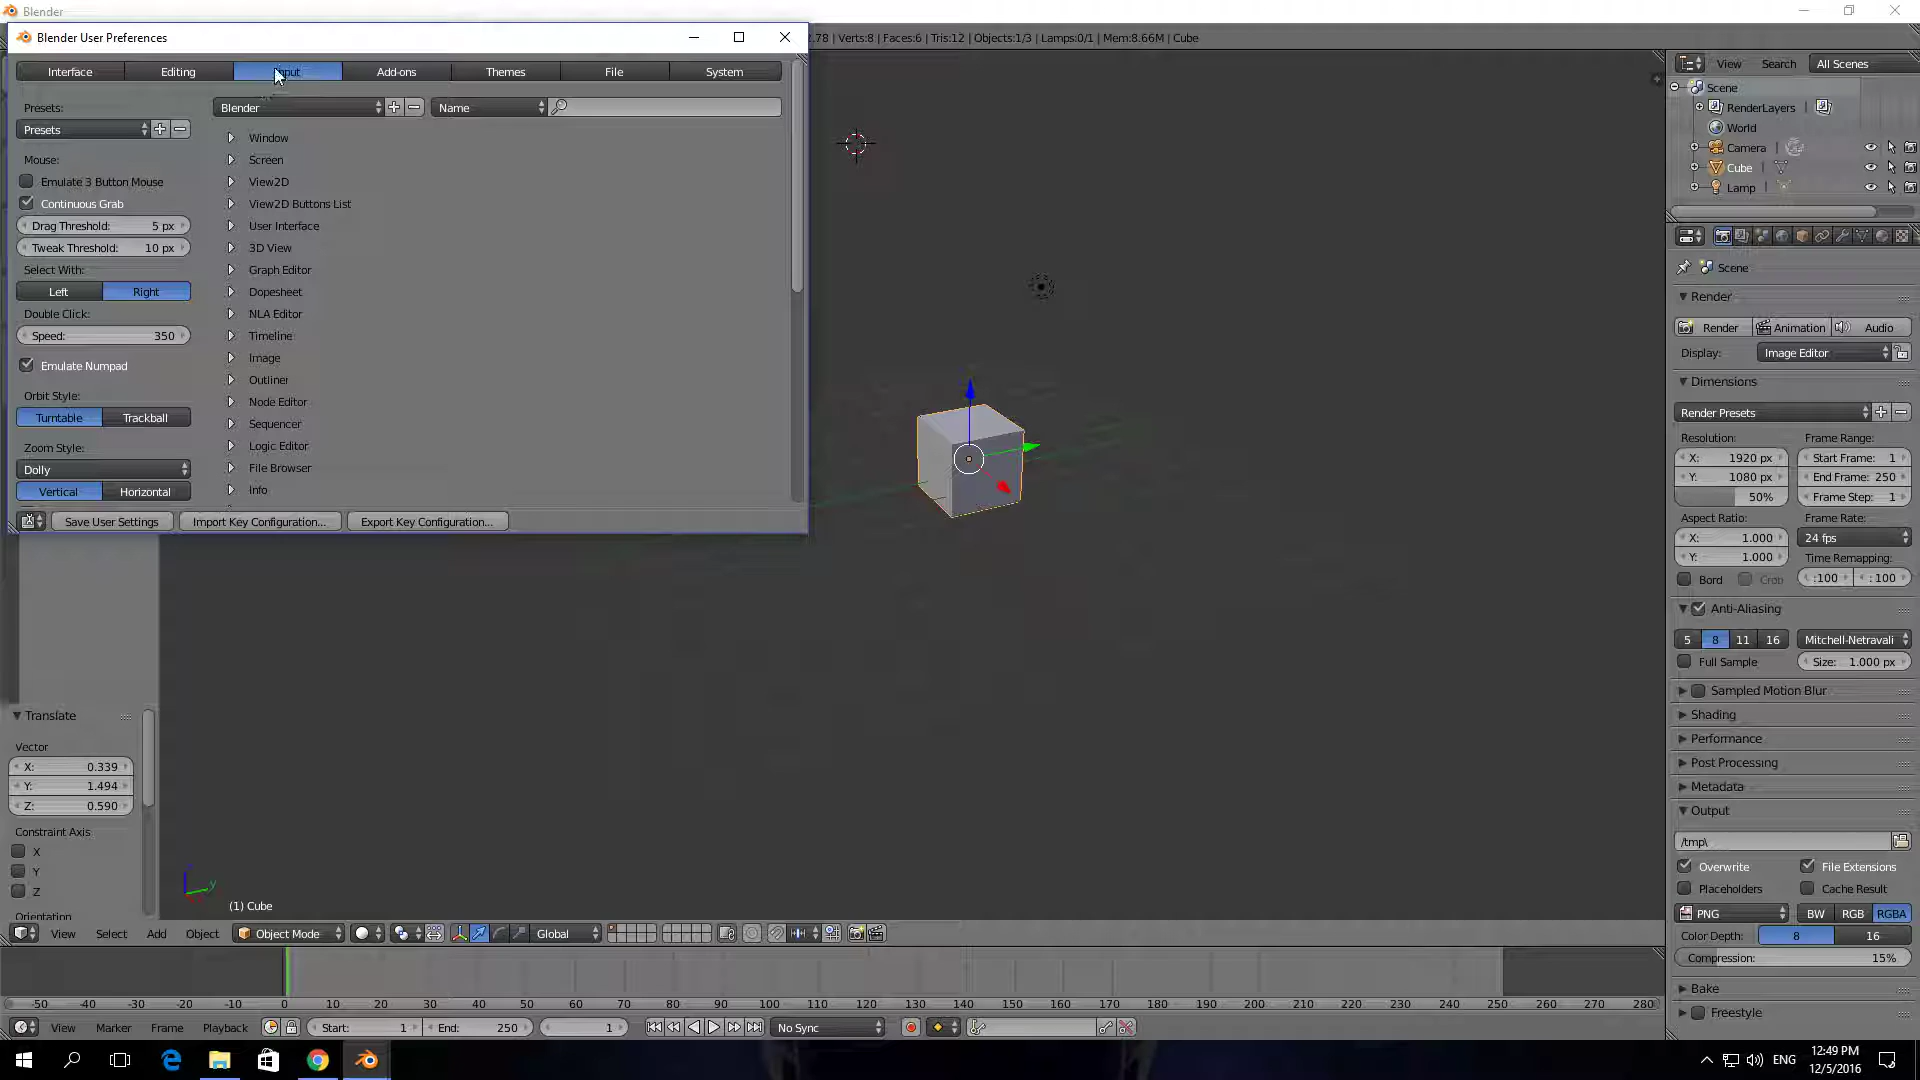 Blender
Blender User Preferences
.78 | Verts:8 | Faces:6 | Tris:12 | Objects:1/3 | Lamps:0/1 | Mem:8.66M | Cube
Interface Editing Add-ons Themes File System
Presets:
Presets
Blender
Name
Mouse:
Emulate 3 Button Mouse
Continuous Grab
Drag Threshold: 5 px
Tweak Threshold: 10 px
Select With:
Left Right
Double Click:
Speed: 350
Emulate Numpad
Orbit Style:
Turntable Trackball
Zoom Style:
Dolly
Vertical Horizontal
Window
Screen
View2D
View2D Buttons List
User Interface
3D View
Graph Editor
Dopesheet
NLA Editor
Timeline
Image
Outliner
Node Editor
Sequencer
Logic Editor
File Browser
Info
Save User Settings Import Key Configuration... Export Key Configuration...
View Search All Scenes
Scene
RenderLayers
World
Camera
Cube
Lamp
Scene
Render
Render Animation Audio
Display: Image Editor
Dimensions
Render Presets
Resolution: Frame Range:
X: 1920 px Start Frame: 1
Y: 1080 px End Frame: 250
50% Frame Step: 1
Aspect Ratio: Frame Rate:
X: 1.000 24 fps
Y: 1.000 Time Remapping:
Bord Crop :100 :100
Anti-Aliasing
5 8 11 16 Mitchell-Netravali
Full Sample Size: 1.000 px
Sampled Motion Blur
Shading
Performance
Post Processing
Metadata
Output
/tmp\
Overwrite File Extensions
Placeholders Cache Result
PNG BW RGB RGBA
Color Depth: 8 16
Compression: 15%
Bake
Freestyle
Translate
Vector
X: 0.339
Y: 1.494
Z: 0.590
Constraint Axis
X
Y
Z
Orientation
y
(1) Cube
View Select Add Object Object Mode Global
-50 -40 -30 -20 -10 0 10 20 30 40 50 60 70 80 90 100 110 120 130 140 150 160 170 180 190 200 210 220 230 240 250 260 270 280
View Marker Frame Playback Start: 1 End: 250 1 No Sync
ENG
12:49 PM
12/5/2016